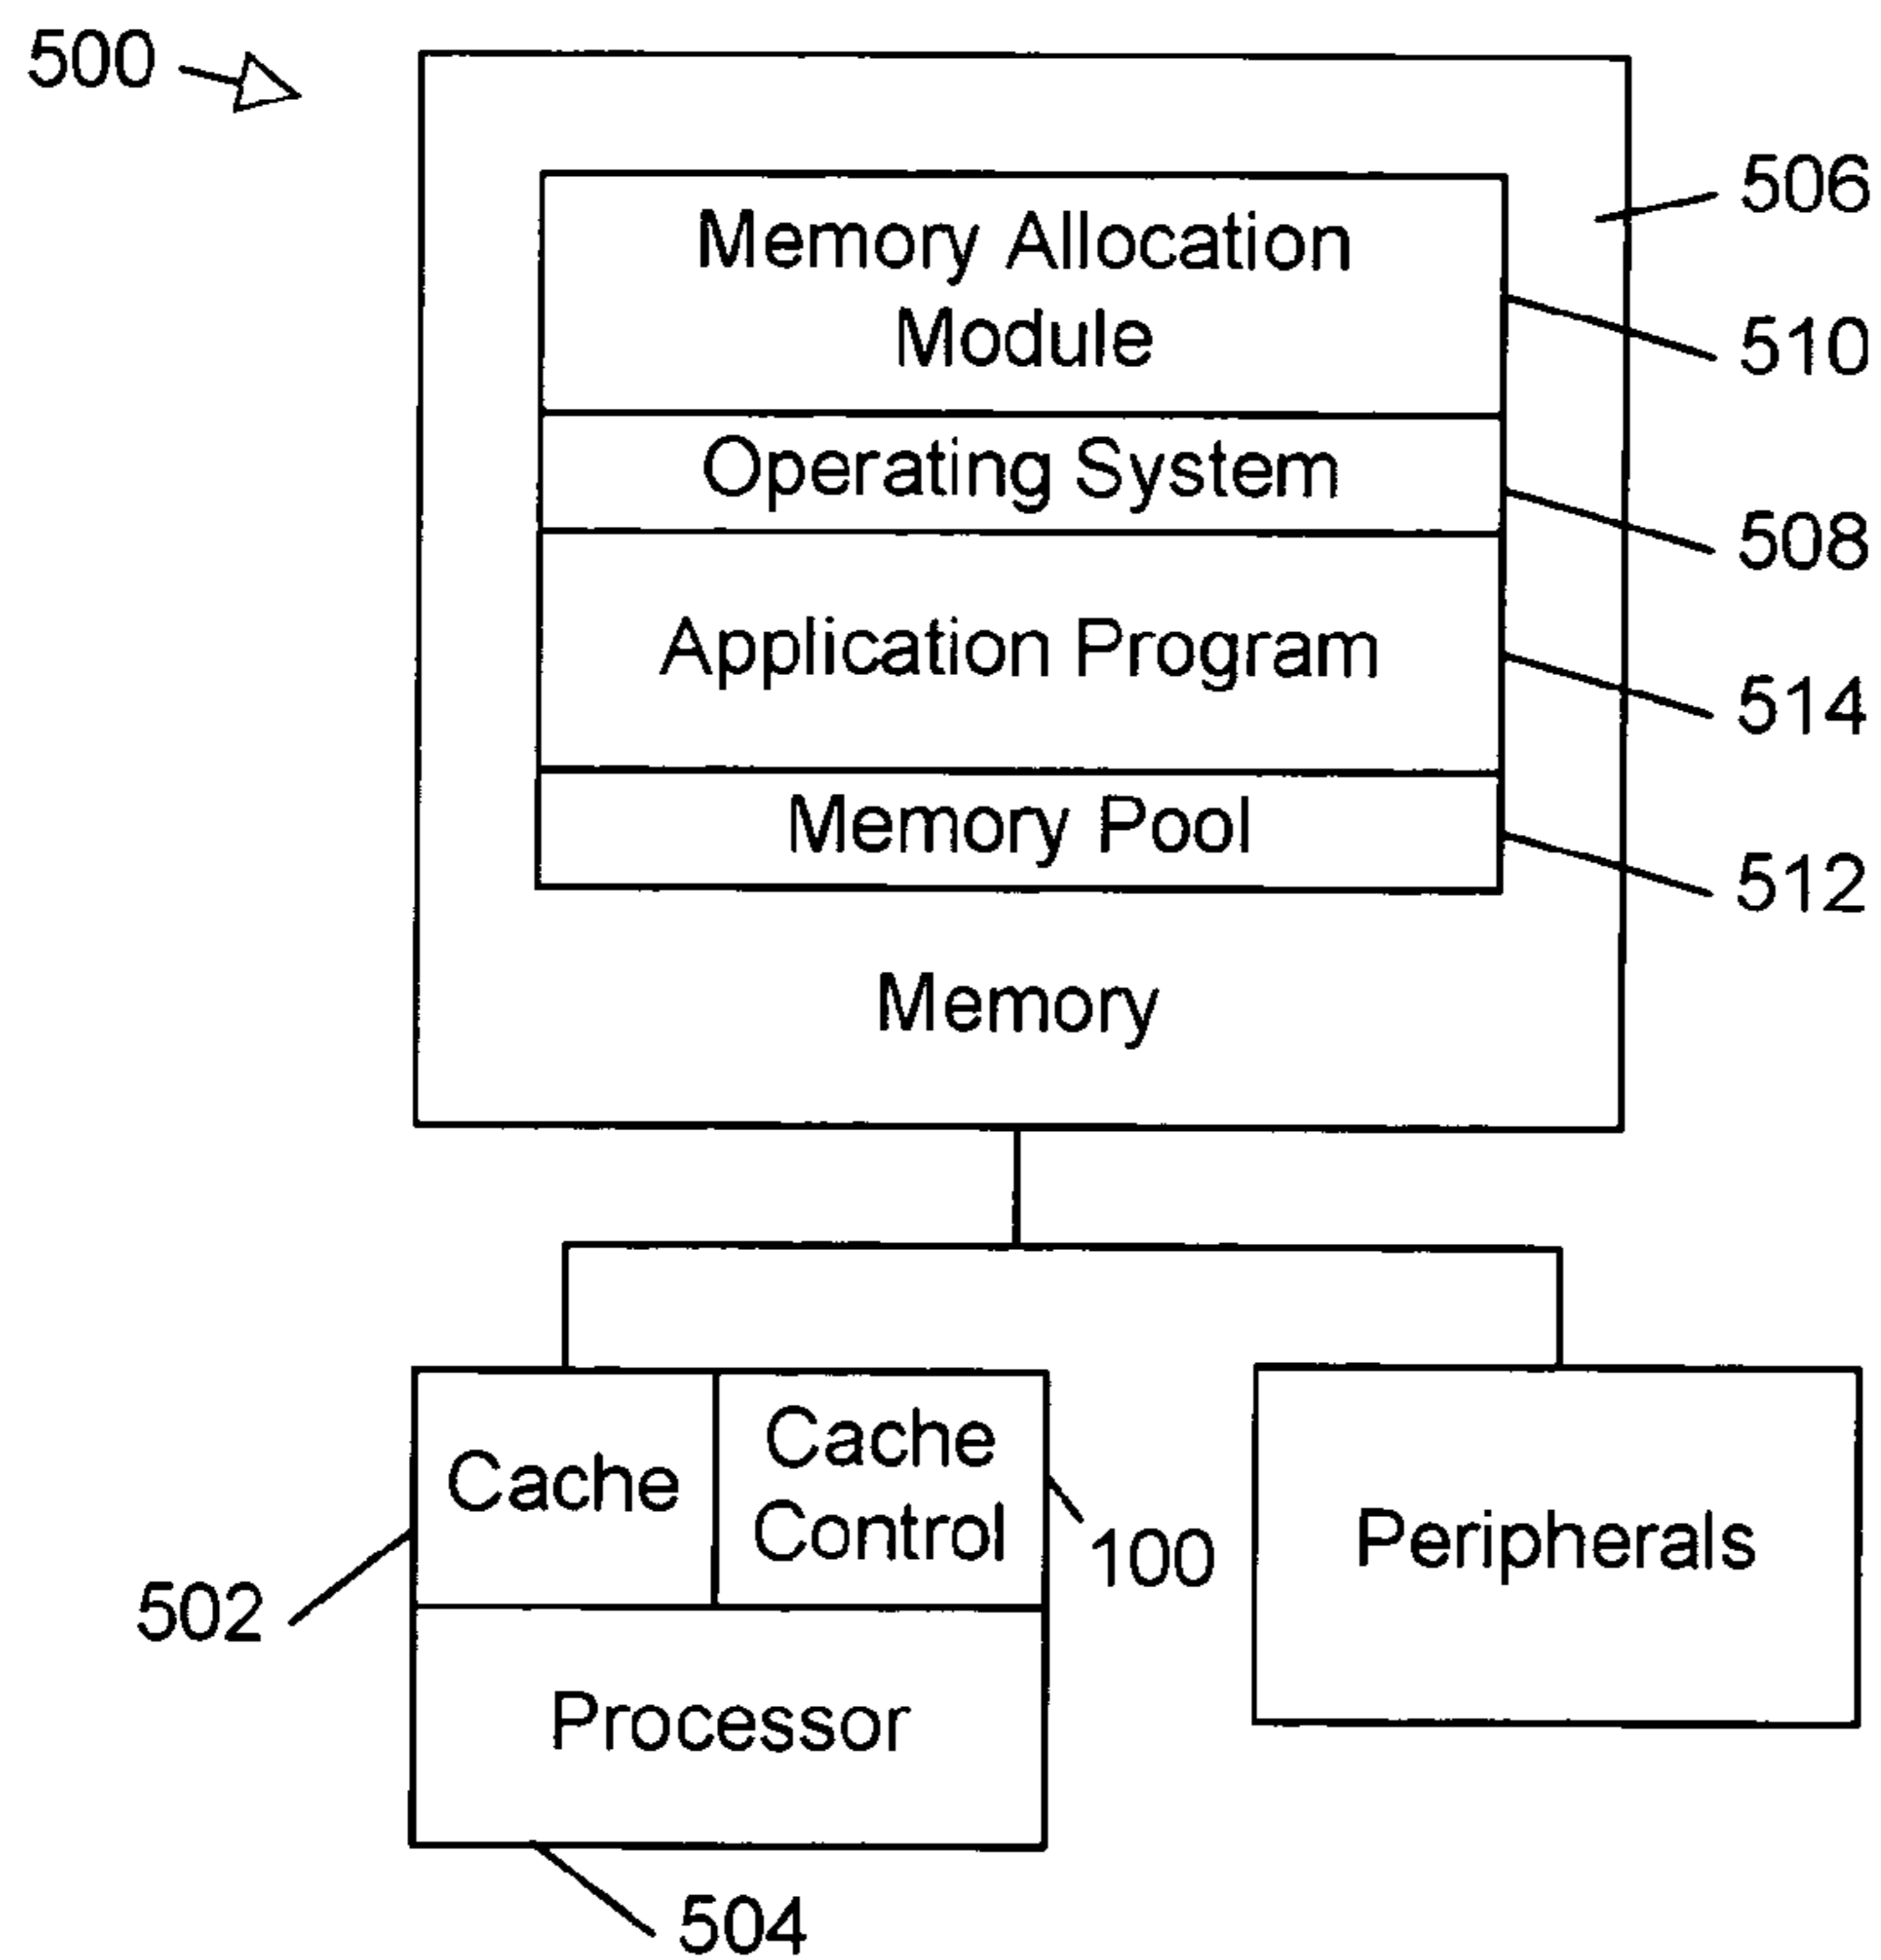 500
506
Memory Allocation
Module
510
Operating System
508
Application Program
514
Memory Pool
512
Memory
Cache
Cache
Control
100
Peripherals
502
Processor
504